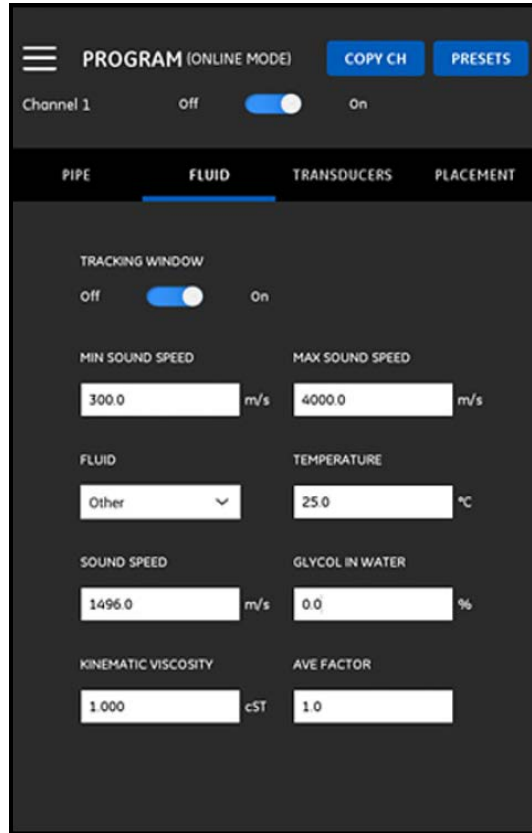 PROGRAM (ONLINE MODE) COPY CH PRESETS
Channel 1 Off On
PIPE FLUID TRANSDUCERS PLACEMENT
TRACKING WINDOW
Off On
MIN SOUND SPEED MAX SOUND SPEED
300.0 m/s 4000.0 m/s
FLUID TEMPERATURE
Other 25.0 °C
SOUND SPEED GLYCOL IN WATER
1496.0 m/s 0.0 %
KINEMATIC VISCOSITY AVE FACTOR
1.000 cST 1.0